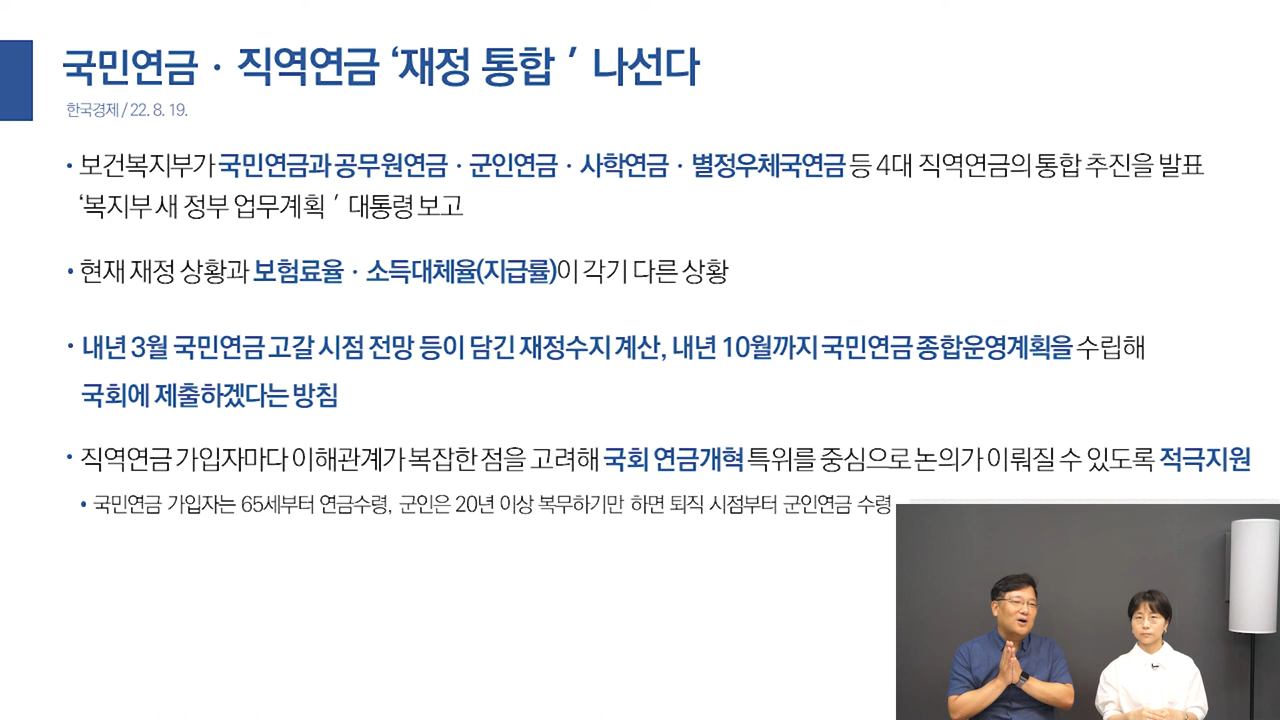 국민연금 · 직역연금 ‘재정 통합 ′ 나선다
한국경제 / 22. 8. 19.
• 보건복지부가 국민연금과 공무원연금 · 군인연금 · 사학연금 · 별정우체국연금 등 4대 직역연금의 통합 추진을 발표
‘복지부 새 정부 업무계획 ′ 대통령 보고
• 현재 재정 상황과 보험료율 · 소득대체율(지급률)이 각기 다른 상황
• 내년 3월 국민연금 고갈 시점 전망 등이 담긴 재정수지 계산, 내년 10월까지 국민연금 종합운영계획을 수립해
국회에 제출하겠다는 방침
• 직역연금 가입자마다 이해관계가 복잡한 점을 고려해 국회 연금개혁 특위를 중심으로 논의가 이뤄질 수 있도록 적극지원
• 국민연금 가입자는 65세부터 연금수령, 군인은 20년 이상 복무하기만 하면 퇴직 시점부터 군인연금 수령